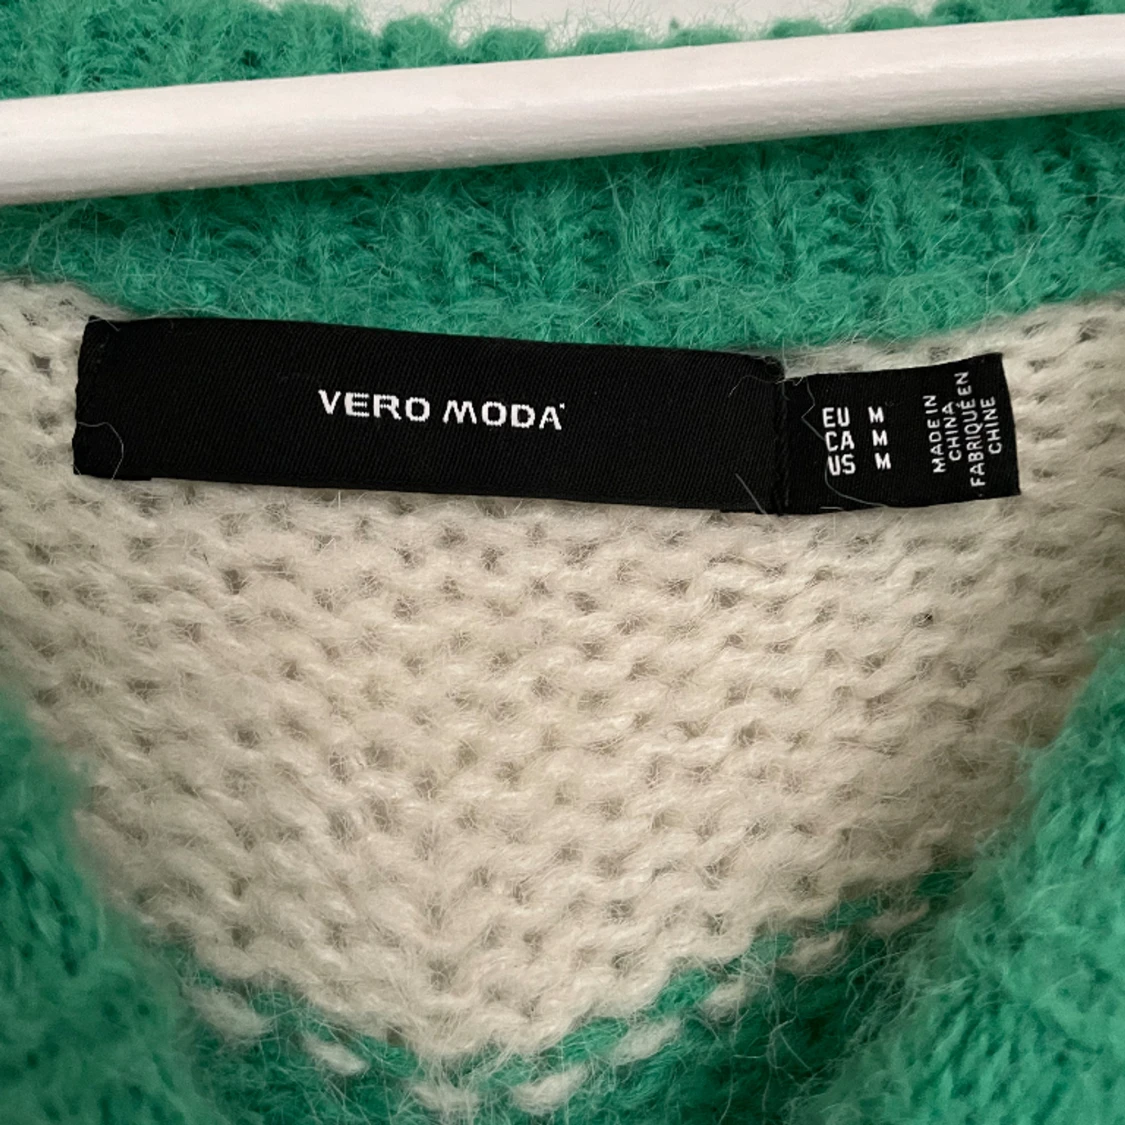 VERO MODA
EU M
CA M
US M
MADE IN
CHINA
FABRIQUÉ EN
CHINE